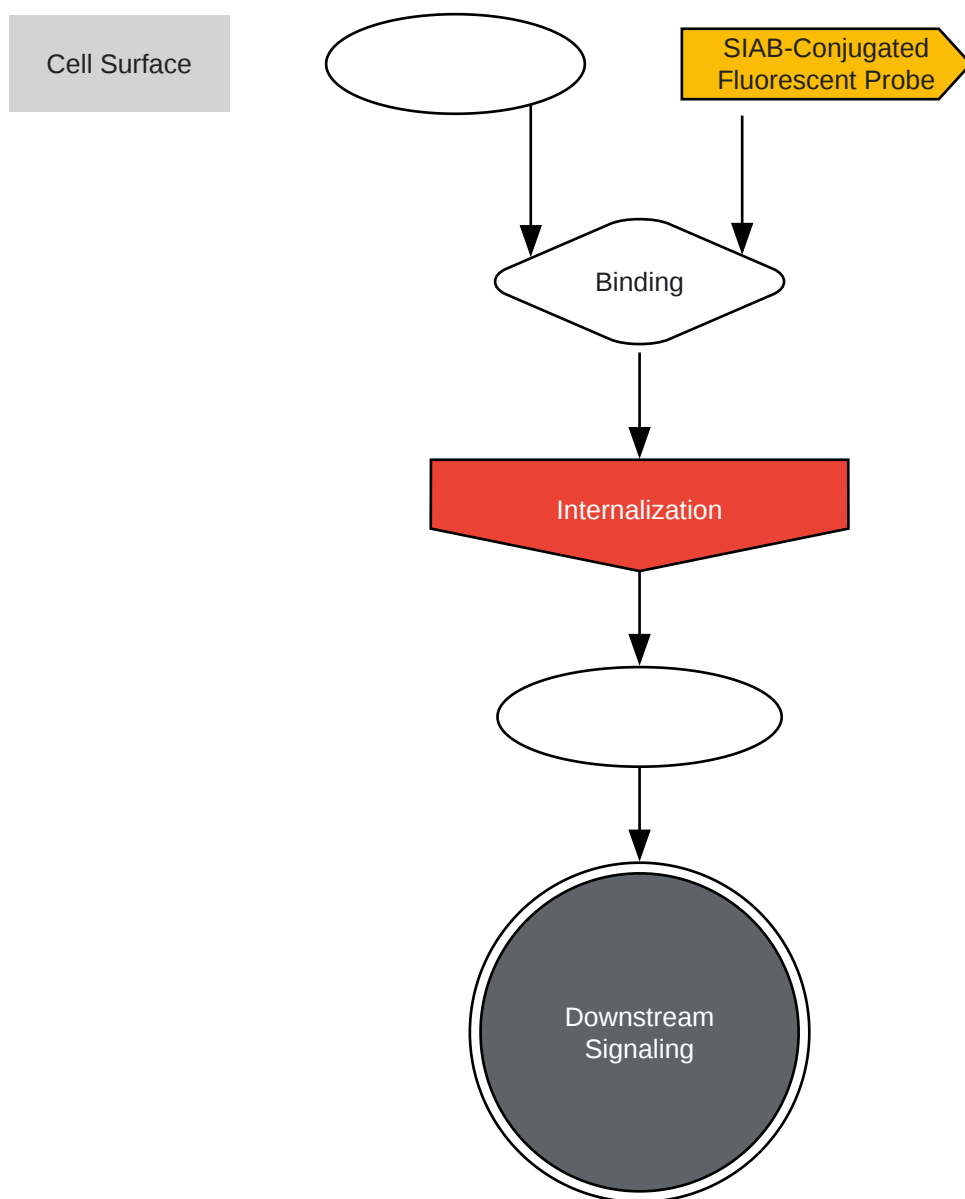 Cell Surface
SIAB-Conjugated
Fluorescent Probe
Binding
Internalization
Downstream
Signaling